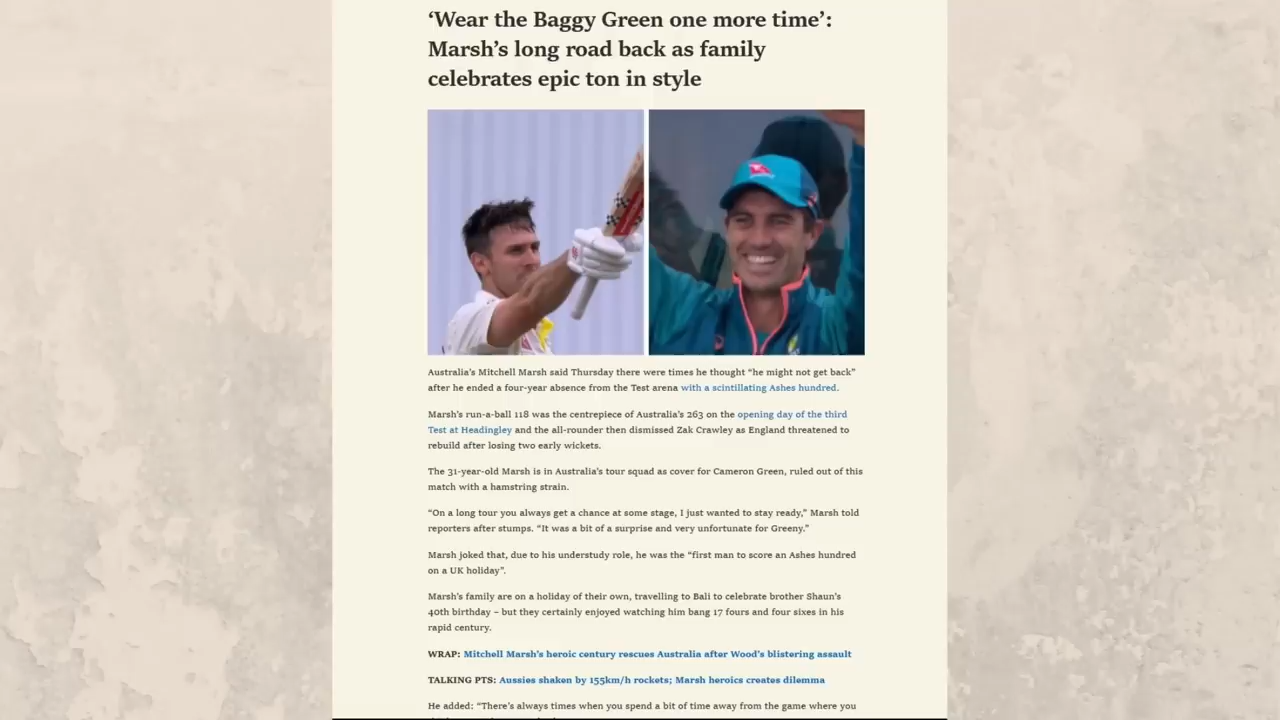 ‘Wear the Baggy Green one more time’:
Marsh’s long road back as family
celebrates epic ton in style
Australia’s Mitchell Marsh said Thursday there were times he thought “he might not get back”
after he ended a four-year absence from the Test arena with a scintillating Ashes hundred.
Marsh’s run-a-ball 118 was the centrepiece of Australia’s 263 on the opening day of the third
Test at Headingley and the all-rounder then dismissed Zak Crawley as England threatened to
rebuild after losing two early wickets.
The 31-year-old Marsh is in Australia’s tour squad as cover for Cameron Green, ruled out of this
match with a hamstring strain.
“On a long tour you always get a chance at some stage, I just wanted to stay ready,” Marsh told
reporters after stumps. “It was a bit of a surprise and very unfortunate for Greeny.”
Marsh joked that, due to his understudy role, he was the “first man to score an Ashes hundred
on a UK holiday”.
Marsh’s family are on a holiday of their own, travelling to Bali to celebrate brother Shaun’s
40th birthday – but they certainly enjoyed watching him bang 17 fours and four sixes in his
rapid century.
WRAP: Mitchell Marsh’s heroic century rescues Australia after Wood’s blistering assault
TALKING PTS: Aussies shaken by 155km/h rockets; Marsh heroics creates dilemma
He added: “There’s always times when you spend a bit of time away from the game where you